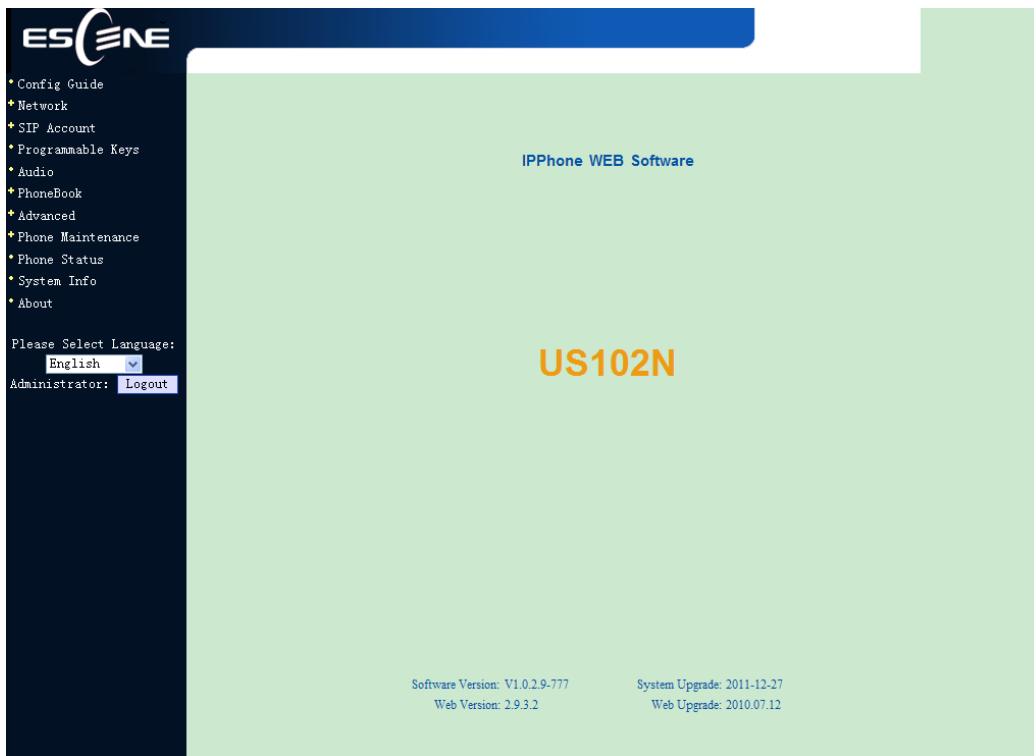 ESCENE
Config Guide
Network
SIP Account
Programmable Keys
Audio
PhoneBook
Advanced
Phone Maintenance
Phone Status
System Info
About
Please Select Language:
English
Administrator: Logout
IPPhone WEB Software
US102N
Software Version: V1.0.2.9-777 System Upgrade: 2011-12-27
Web Version: 2.9.3.2 Web Upgrade: 2010.07.12